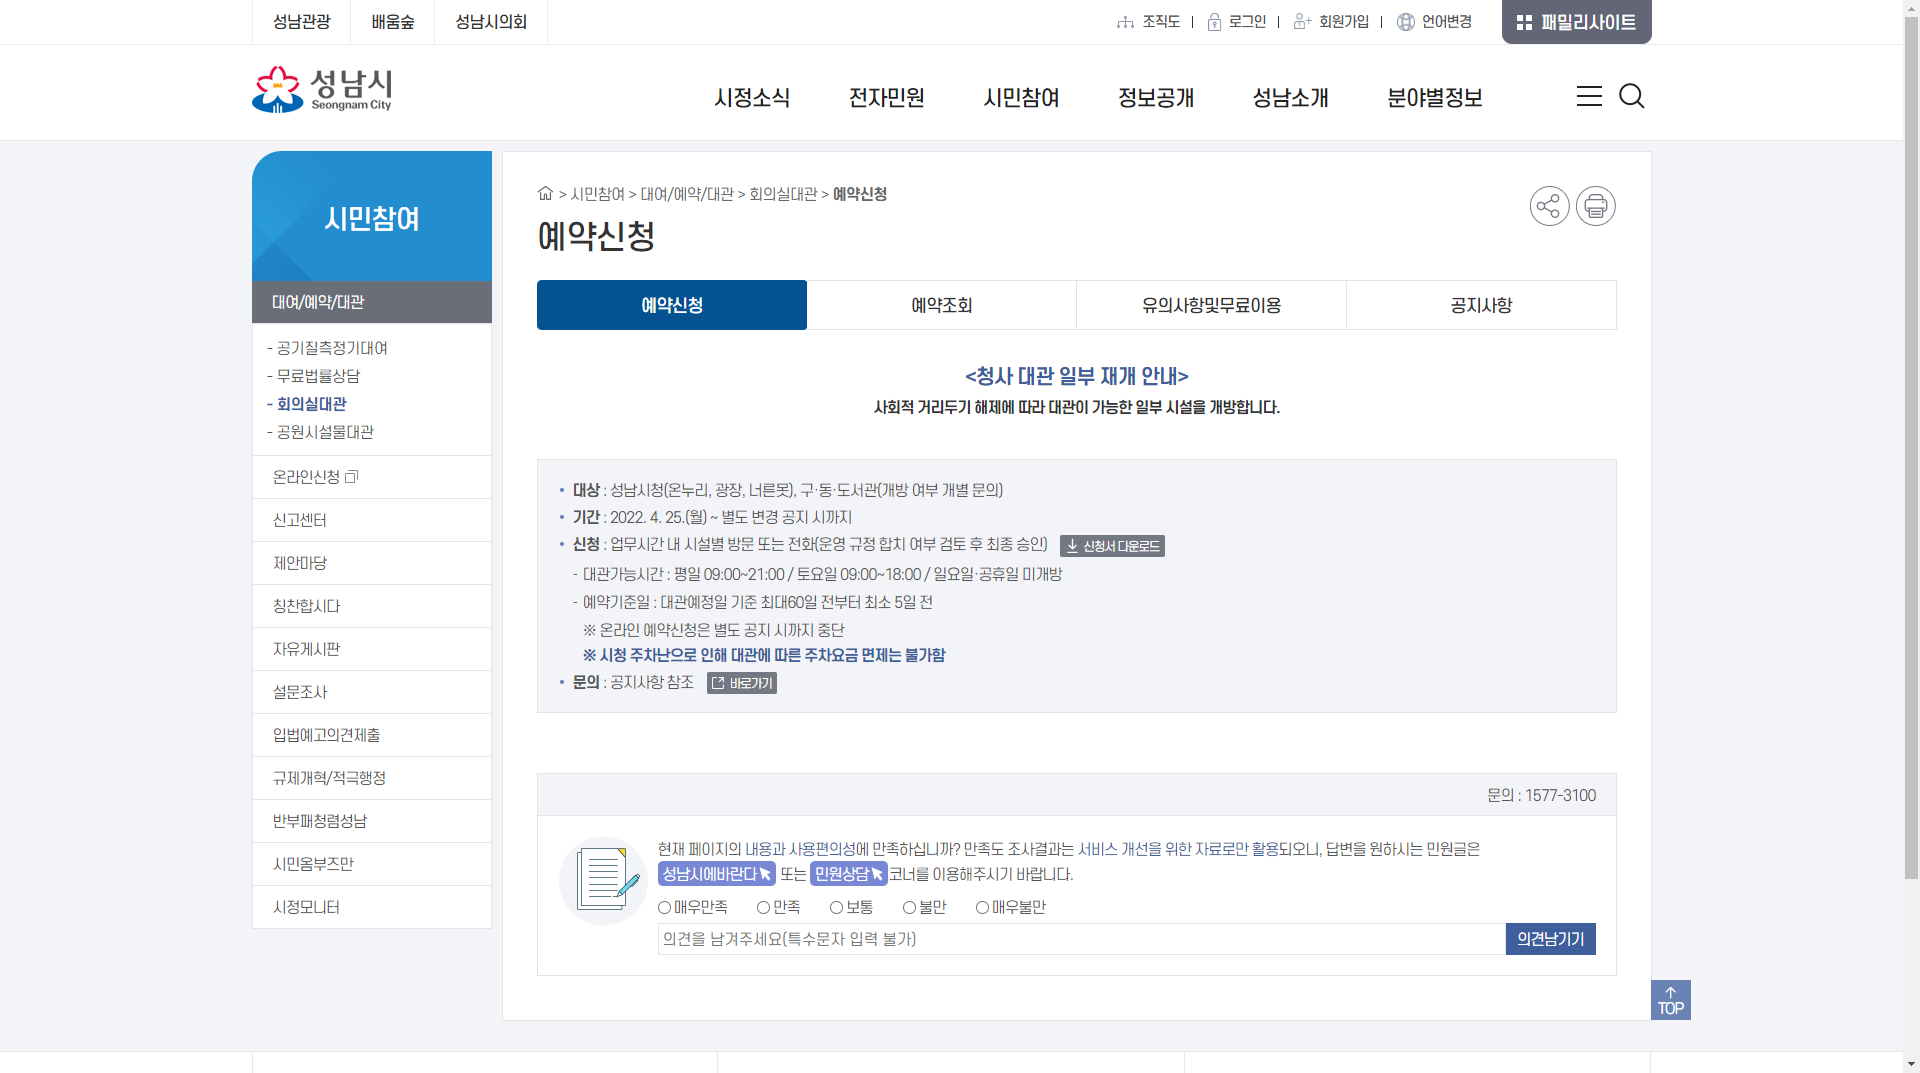 성남관광 배움숲 성남시의회 조직도 로그인 회원가입 언어변경 패밀리사이트
성남시
Seongnam City
시정소식 전자민원 시민참여 정보공개 성남소개 분야별정보
시민참여
대여/예약/대관
- 공기질측정기대여
- 무료법률상담
- 회의실대관
- 공원시설물대관
온라인신청
신고센터
제안마당
칭찬합시다
자유게시판
설문조사
입법예고의견제출
규제개혁/적극행정
반부패청렴성남
시민옴부즈만
시정모니터
> 시민참여 > 대여/예약/대관 > 회의실대관 > 예약신청
예약신청
예약신청 예약조회 유의사항및무료이용 공지사항
<청사 대관 일부 재개 안내>
사회적 거리두기 해제에 따라 대관이 가능한 일부 시설을 개방합니다.
• 대상 : 성남시청(온누리, 광장, 너른못), 구·동·도서관(개방 여부 개별 문의)
• 기간 : 2022. 4. 25.(월) ~ 별도 변경 공지 시까지
• 신청 : 업무시간 내 시설별 방문 또는 전화(운영 규정 합치 여부 검토 후 최종 승인) 신청서 다운로드
- 대관가능시간 : 평일 09:00~21:00 / 토요일 09:00~18:00 / 일요일·공휴일 미개방
- 예약기준일 : 대관예정일 기준 최대60일 전부터 최소 5일 전
※ 온라인 예약신청은 별도 공지 시까지 중단
※ 시청 주차난으로 인해 대관에 따른 주차요금 면제는 불가함
• 문의 : 공지사항 참조 바로가기
문의 : 1577-3100
현재 페이지의 내용과 사용편의성에 만족하십니까? 만족도 조사결과는 서비스 개선을 위한 자료로만 활용되오니, 답변을 원하시는 민원글은
성남시에바란다 또는 민원상담 코너를 이용해주시기 바랍니다.
매우만족 만족 보통 불만 매우불만
의견을 남겨주세요(특수문자 입력 불가) 의견남기기
TOP